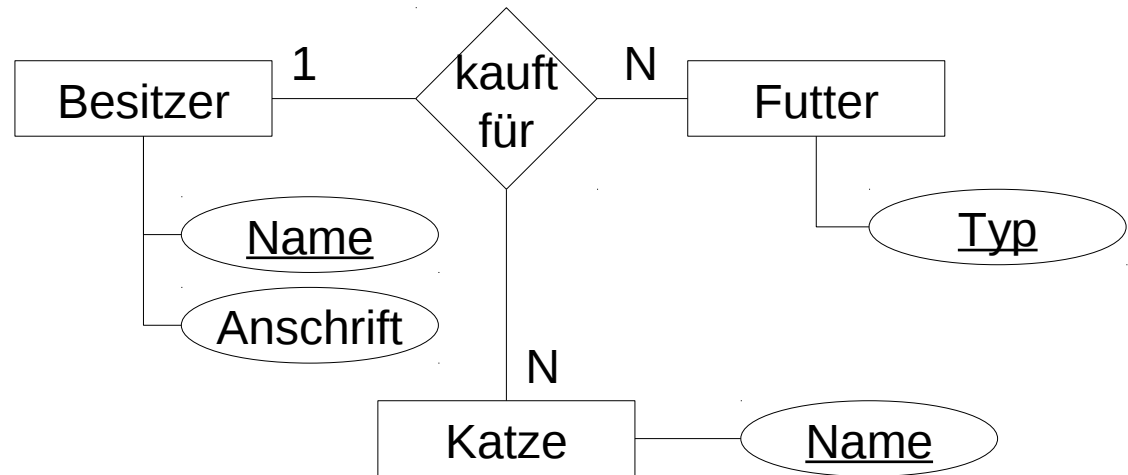 1
kauft
für
N
Besitzer
Futter
Name
Typ
Anschrift
N
Katze
Name